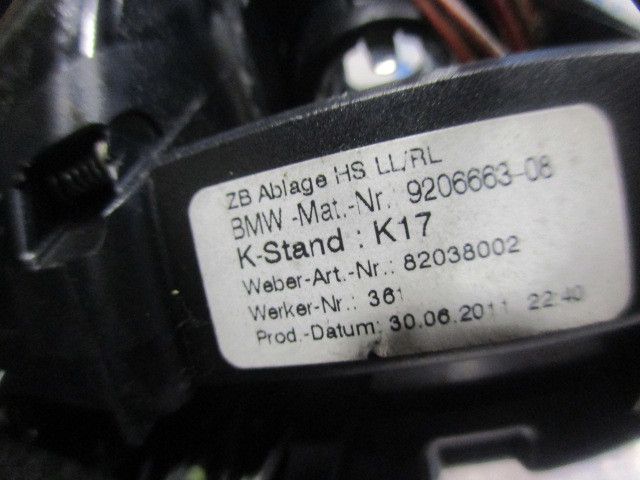 ZB Ablage HS LL/RL
BMW -Mat.-Nr.: 9206663-08
K-Stand : K17
Weber-Art.-Nr.: 82038002
Werker-Nr.: 361
Prod.-Datum: 30.06.2011 22:40